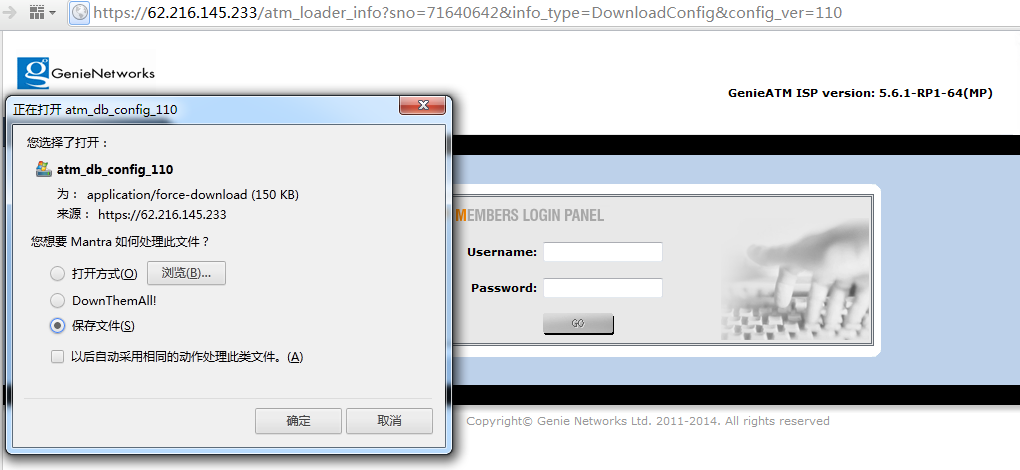 https://62.216.145.233/atm_loader_info?sno=71640642&info_type=DownloadConfig&config_ver=110
g GenieNetworks
GenieATM ISP version: 5.6.1-RP1-64(MP)
正在打开 atm_db_config_110
您选择了打开：
atm_db_config_110
为： application/force-download (150 KB)
来源： https://62.216.145.233
您想要 Mantra 如何处理此文件？
打开方式(O) 浏览(B)...
DownThemAll!
保存文件(S)
以后自动采用相同的动作处理此类文件。(A)
确定 取消
MEMBERS LOGIN PANEL
Username:
Password:
GO
Copyright© Genie Networks Ltd. 2011-2014. All rights reserved